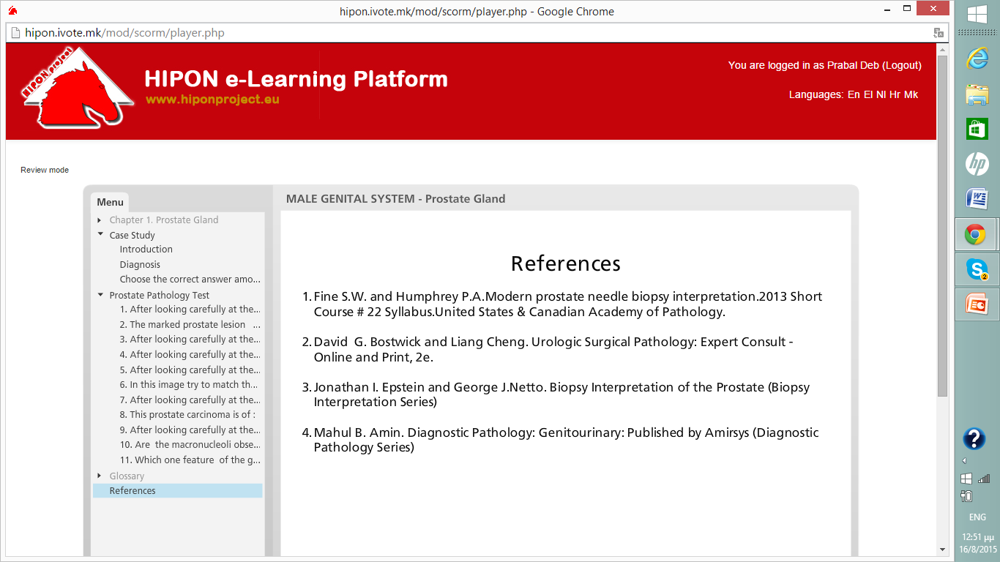 hipon.ivote.mk/mod/scorm/player.php - Google Chrome
hipon.ivote.mk/mod/scorm/player.php
HIPON project
HIPON e-Learning Platform
www.hiponproject.eu
You are logged in as Prabal Deb (Logout)
Languages: En El Nl Hr Mk
Review mode
Menu
Chapter 1. Prostate Gland
Case Study
Introduction
Diagnosis
Choose the correct answer amo...
Prostate Pathology Test
1. After looking carefully at the...
2. The marked prostate lesion ...
3. After looking carefully at the...
4. After looking carefully at the...
5. After looking carefully at the...
6. In this image try to match th...
7. After looking carefully at the...
8. This prostate carcinoma is of :
9. After looking carefully at the...
10. Are the macronucleoli obse...
11. Which one feature of the g...
Glossary
References
MALE GENITAL SYSTEM - Prostate Gland
References
1. Fine S.W. and Humphrey P.A.Modern prostate needle biopsy interpretation.2013 Short
Course # 22 Syllabus.United States & Canadian Academy of Pathology.
2. David G. Bostwick and Liang Cheng. Urologic Surgical Pathology: Expert Consult -
Online and Print, 2e.
3. Jonathan I. Epstein and George J.Netto. Biopsy Interpretation of the Prostate (Biopsy
Interpretation Series)
4. Mahul B. Amin. Diagnostic Pathology: Genitourinary: Published by Amirsys (Diagnostic
Pathology Series)
hp
W
S
2
P
?
ENG
12:51 μμ
16/8/2015